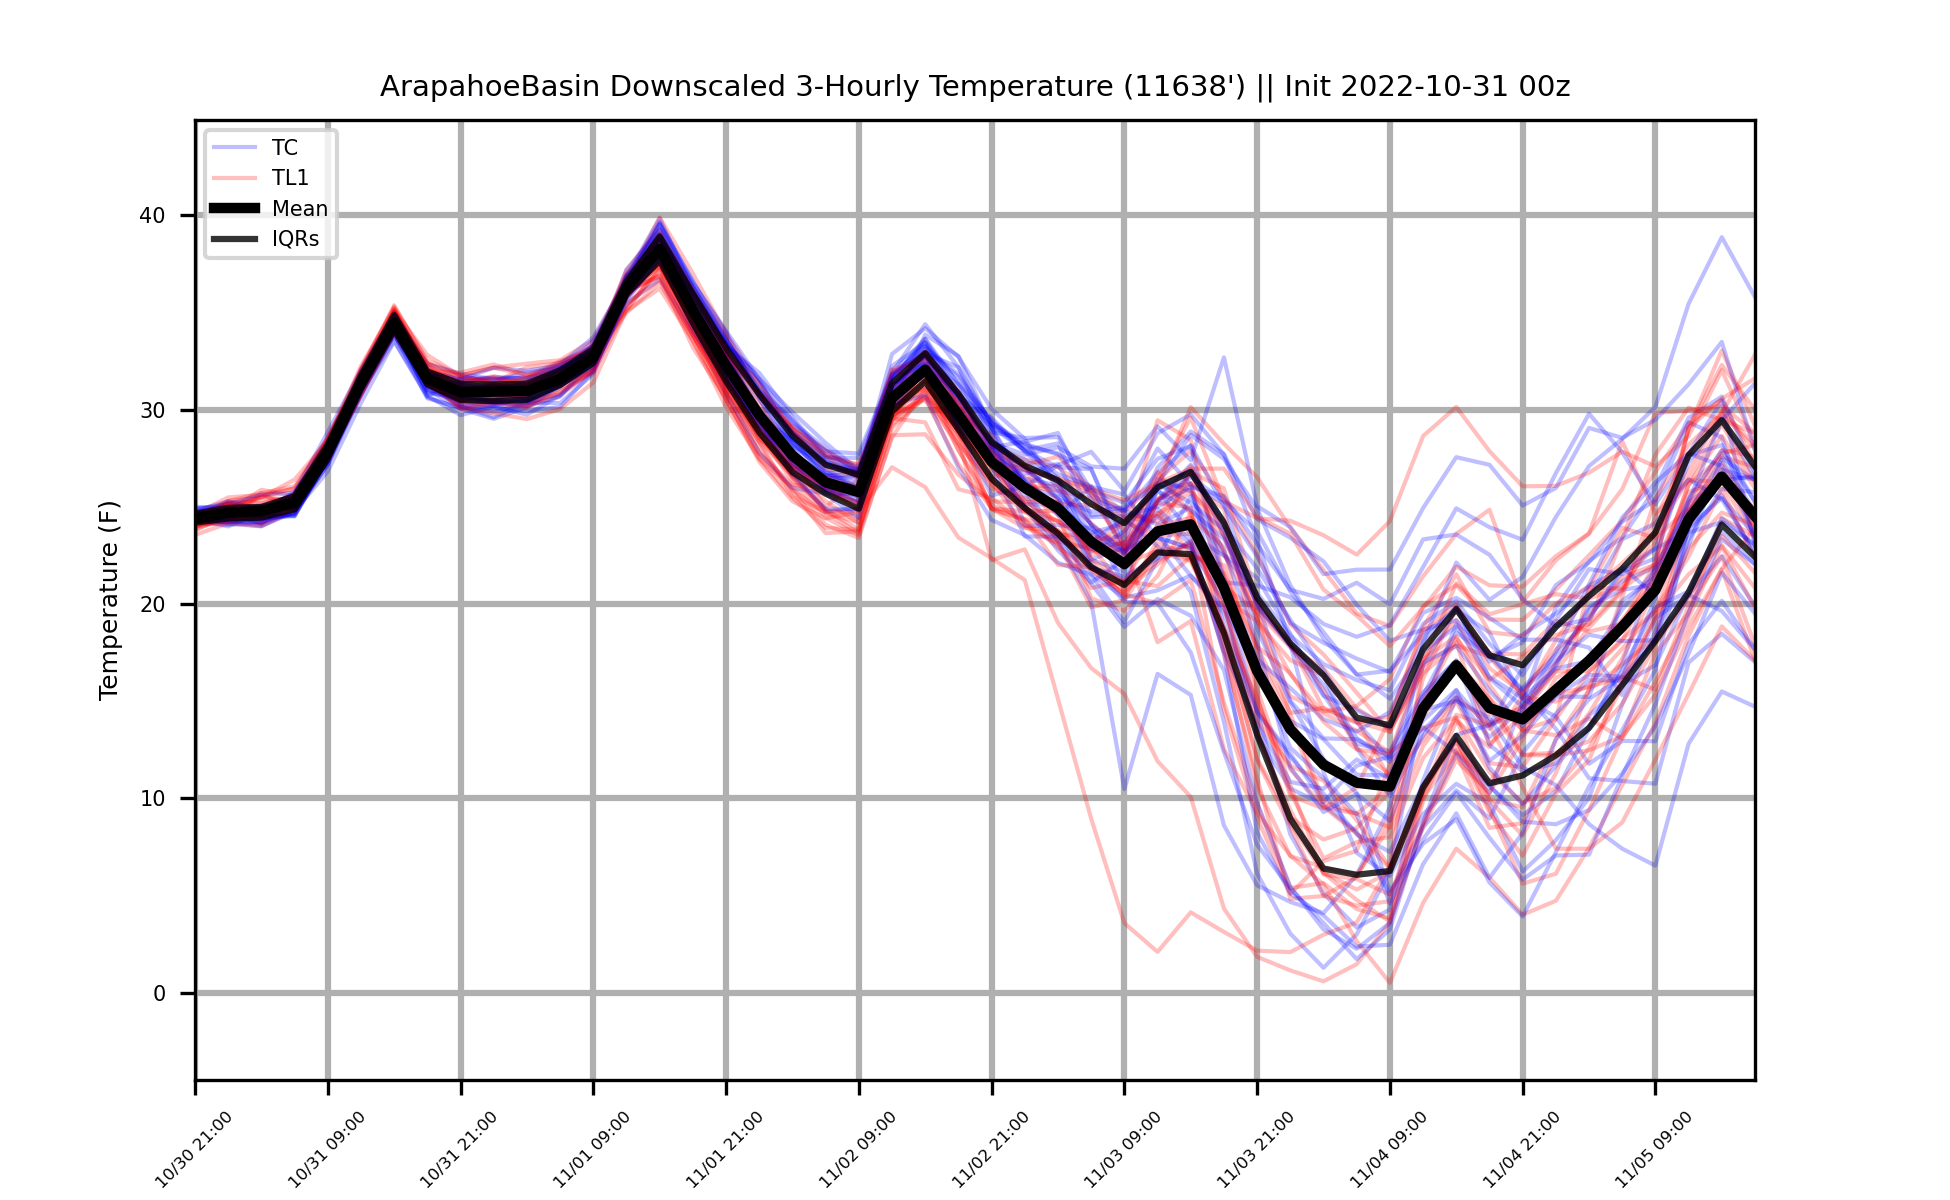 ArapahoeBasin Downscaled 3-Hourly Temperature (11638') || Init 2022-10-31 00z
TC
TL1
Mean
IQRs
Temperature (F)
40
30
20
10
0
10/30 21:00
10/31 09:00
10/31 21:00
11/01 09:00
11/01 21:00
11/02 09:00
11/02 21:00
11/03 09:00
11/03 21:00
11/04 09:00
11/04 21:00
11/05 09:00